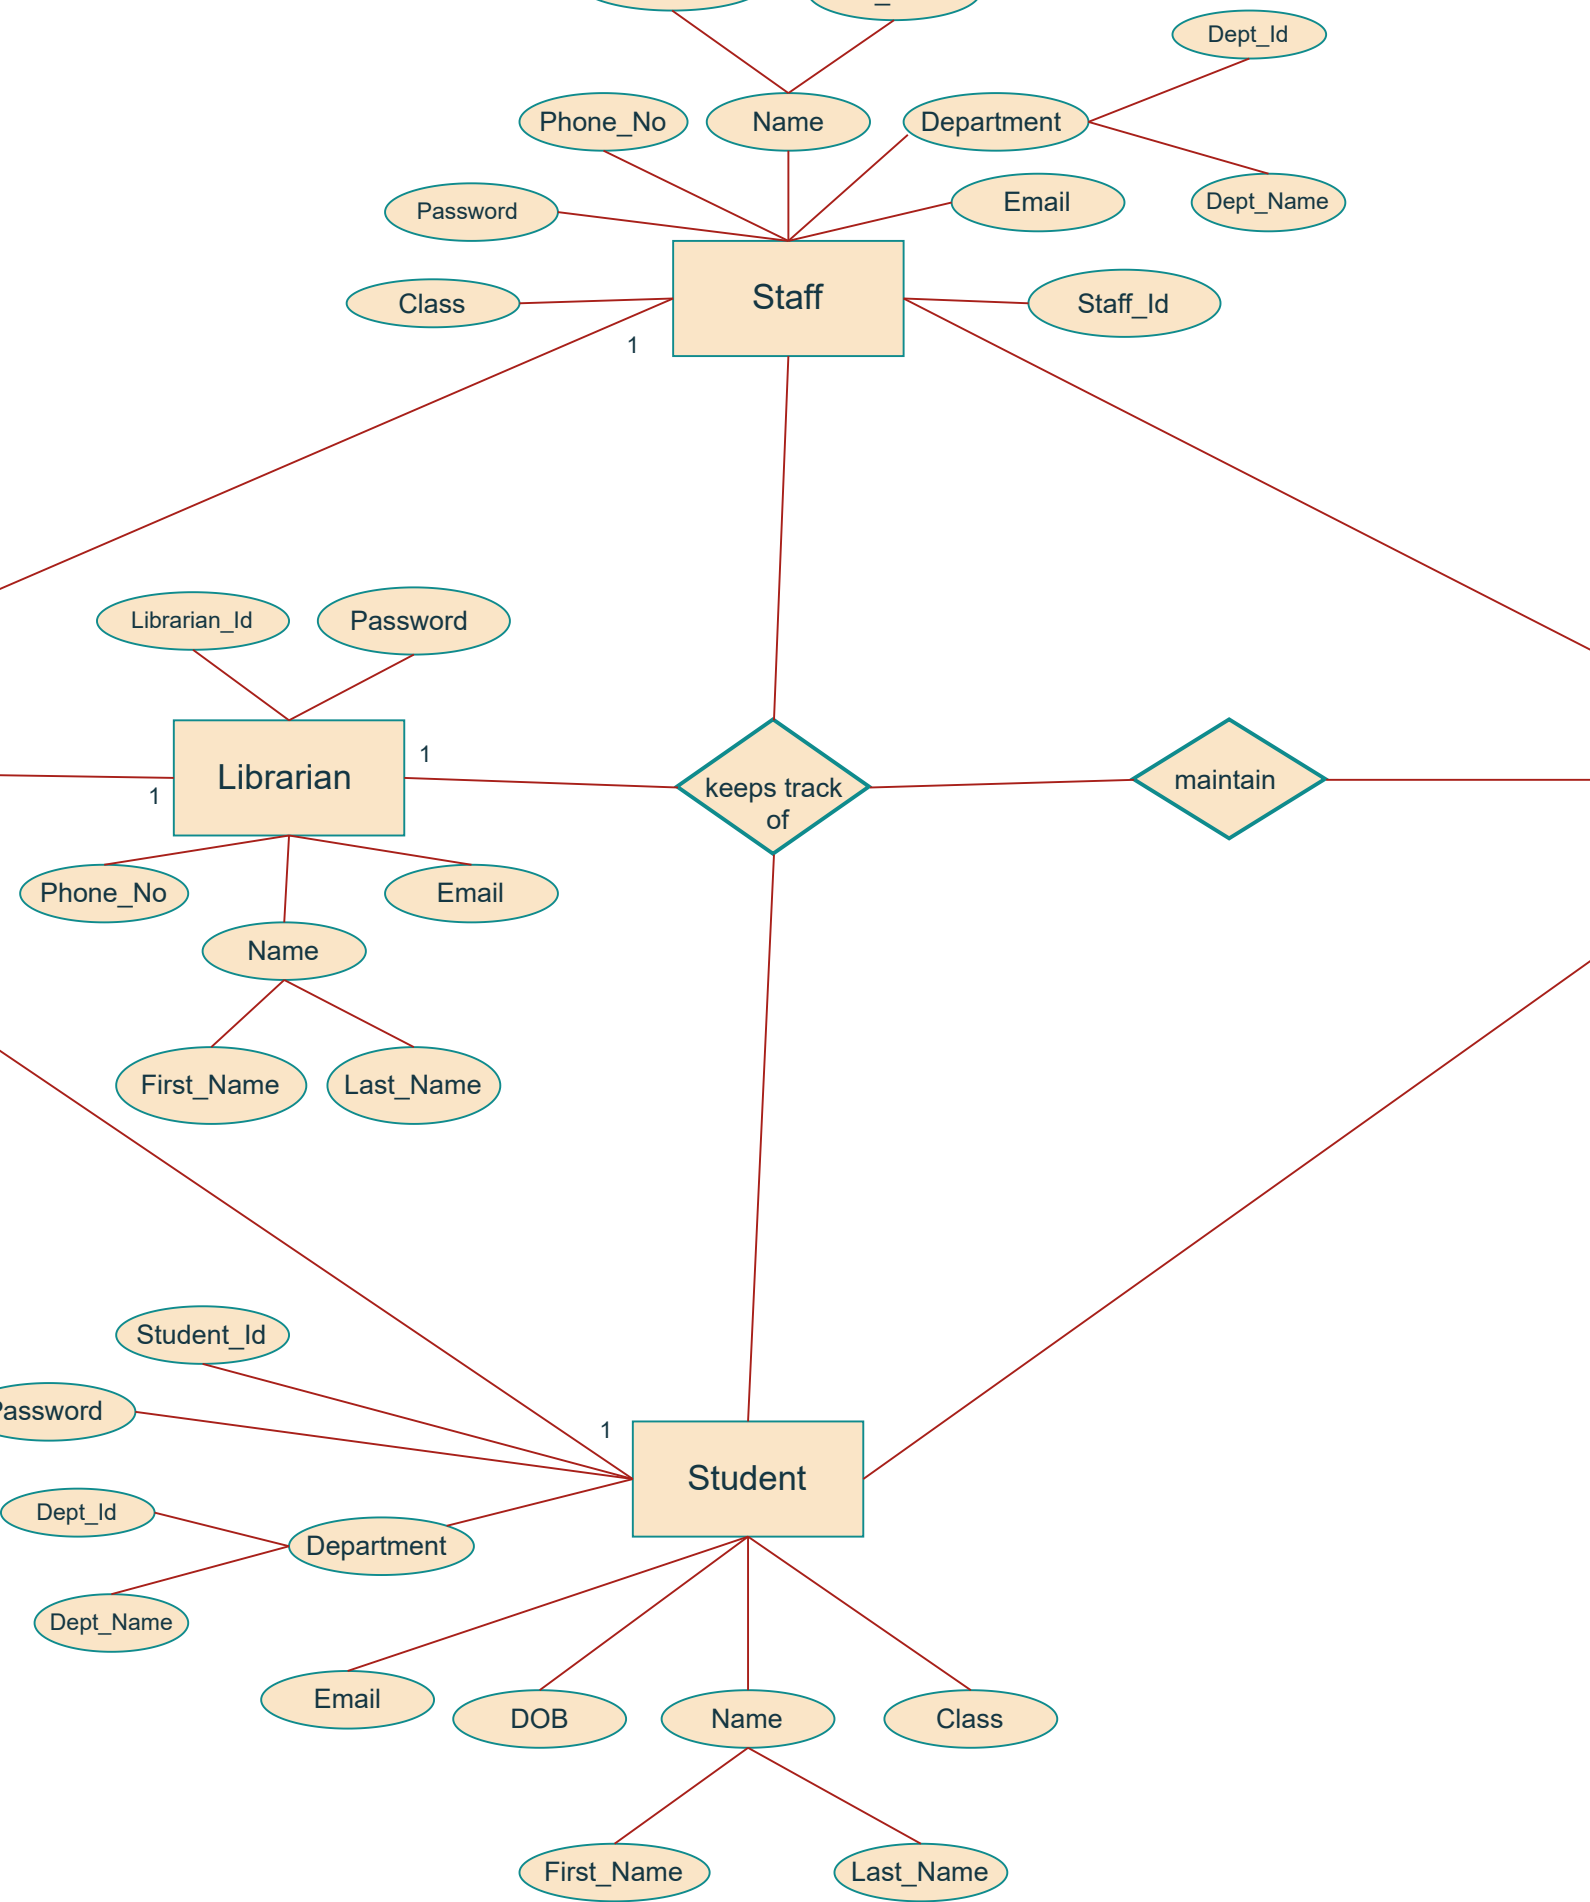 Dept_Id
Phone_No
Name
Department
Password
Email
Dept_Name
Class
Staff
Staff_Id
1
Librarian_Id
Password
1
Librarian
keeps track
of
maintain
1
Phone_No
Email
Name
First_Name
Last_Name
Student_Id
Password
1
Student
Dept_Id
Department
Dept_Name
Email
DOB
Name
Class
First_Name
Last_Name